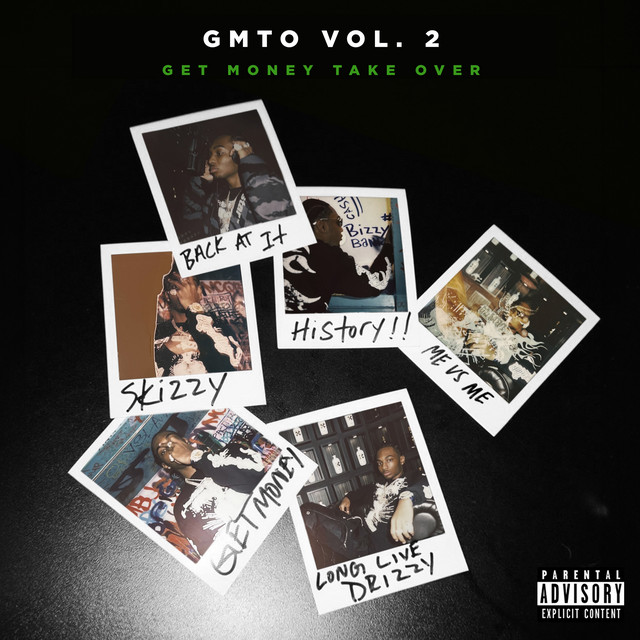 GMTO VOL. 2
GET MONEY TAKE OVER
BACK AT It
Bizzy
Ban
History!!
ME VS ME
SKizzy
GET MONEY
LONG LIVE
DRIZZY
PARENTAL
ADVISORY
EXPLICIT CONTENT